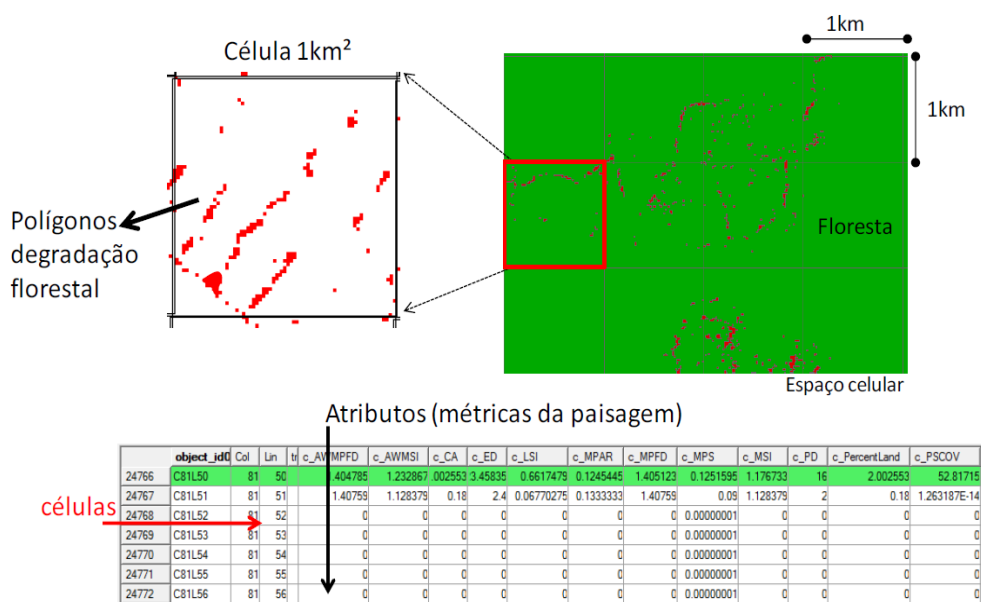 Célula 1km²
1km
1km
Polígonos
degradação
florestal
Floresta
Espaço celular
Atributos (métricas da paisagem)
object_id0 Col Lin tr c_AWMPFD c_AWMSI c_CA c_ED c_LSI c_MPAR c_MPFD c_MPS c_MSI c_PD c_PercentLand c_PSCOV
24766 C81L50 81 50 1.404785 1.232867 .002553 3.45835 0.6617479 0.1245445 1.405123 0.1251595 1.176733 16 2.002553 52.81715
24767 C81L51 81 51 1.40759 1.128379 0.18 2.4 0.06770275 0.1333333 1.40759 0.09 1.128379 2 0.18 1.263187E-14
células
24768 C81L52 81 52 0 0 0 0 0 0 0 0.00000001 0 0 0 0
24769 C81L53 81 53 0 0 0 0 0 0 0 0.00000001 0 0 0 0
24770 C81L54 81 54 0 0 0 0 0 0 0 0.00000001 0 0 0 0
24771 C81L55 81 55 0 0 0 0 0 0 0 0.00000001 0 0 0 0
24772 C81L56 81 56 0 0 0 0 0 0 0 0.00000001 0 0 0 0